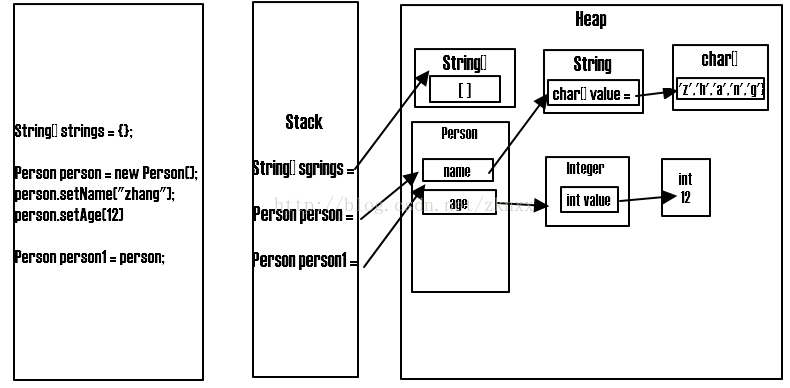 String[] strings = {};
Person person = new Person();
person.setName("zhang");
person.setAge(12)
Person person1 = person;
Stack
String[] sgrings =
Person person =
Person person1 =
Heap
String[]
[ ]
String
char[] value =
char[]
'z','h','a','n','g'}
Person
name
age
Integer
int value
int
12